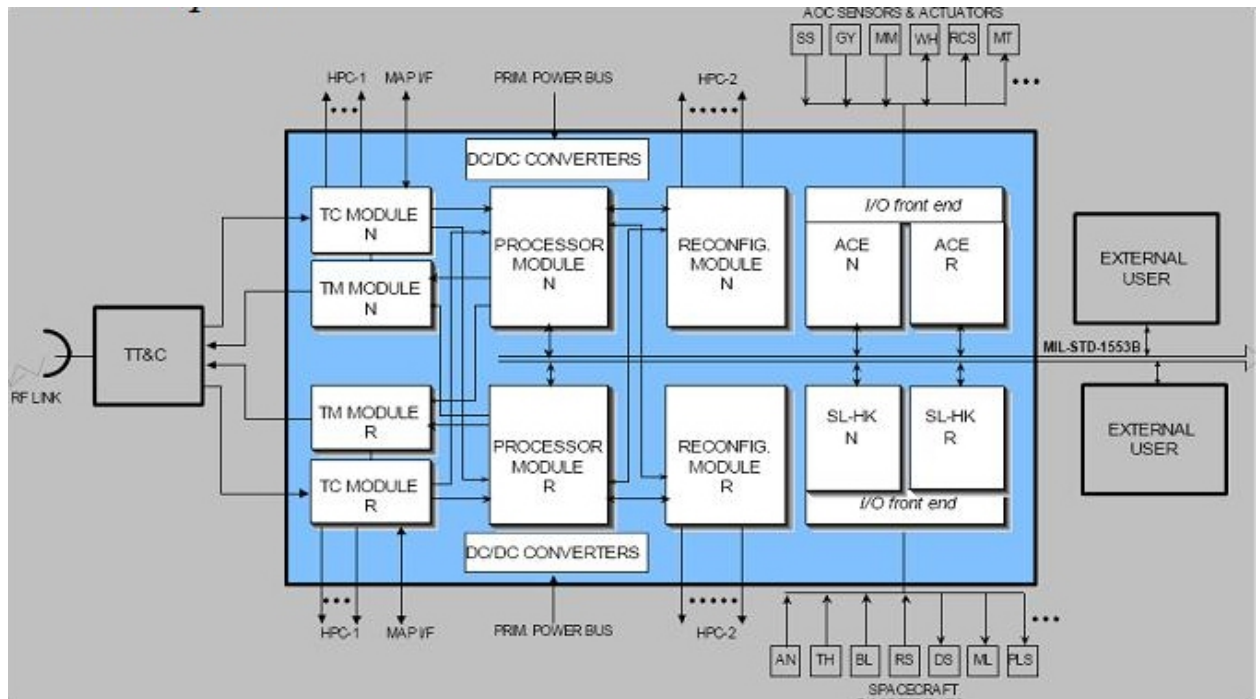 AOC SENSORS & ACTUATORS
SS GY MM WH RCS MT
HPC-1 MAP I/F PRIM. POWER BUS HPC-2
DC/DC CONVERTERS
I/O front end
TC MODULE
N
PROCESSOR
MODULE
N
RECONFIG.
MODULE
N
ACE
N
ACE
R
EXTERNAL
USER
TM MODULE
N
TT&C
RF LINK
MIL-STD-1553B
TM MODULE
R
PROCESSOR
MODULE
R
RECONFIG.
MODULE
R
SL-HK
N
SL-HK
R
EXTERNAL
USER
TC MODULE
R
I/O front end
DC/DC CONVERTERS
HPC-1 MAP I/F PRIM. POWER BUS HPC-2
AN TH BL RS DS ML PLS
SPACECRAFT